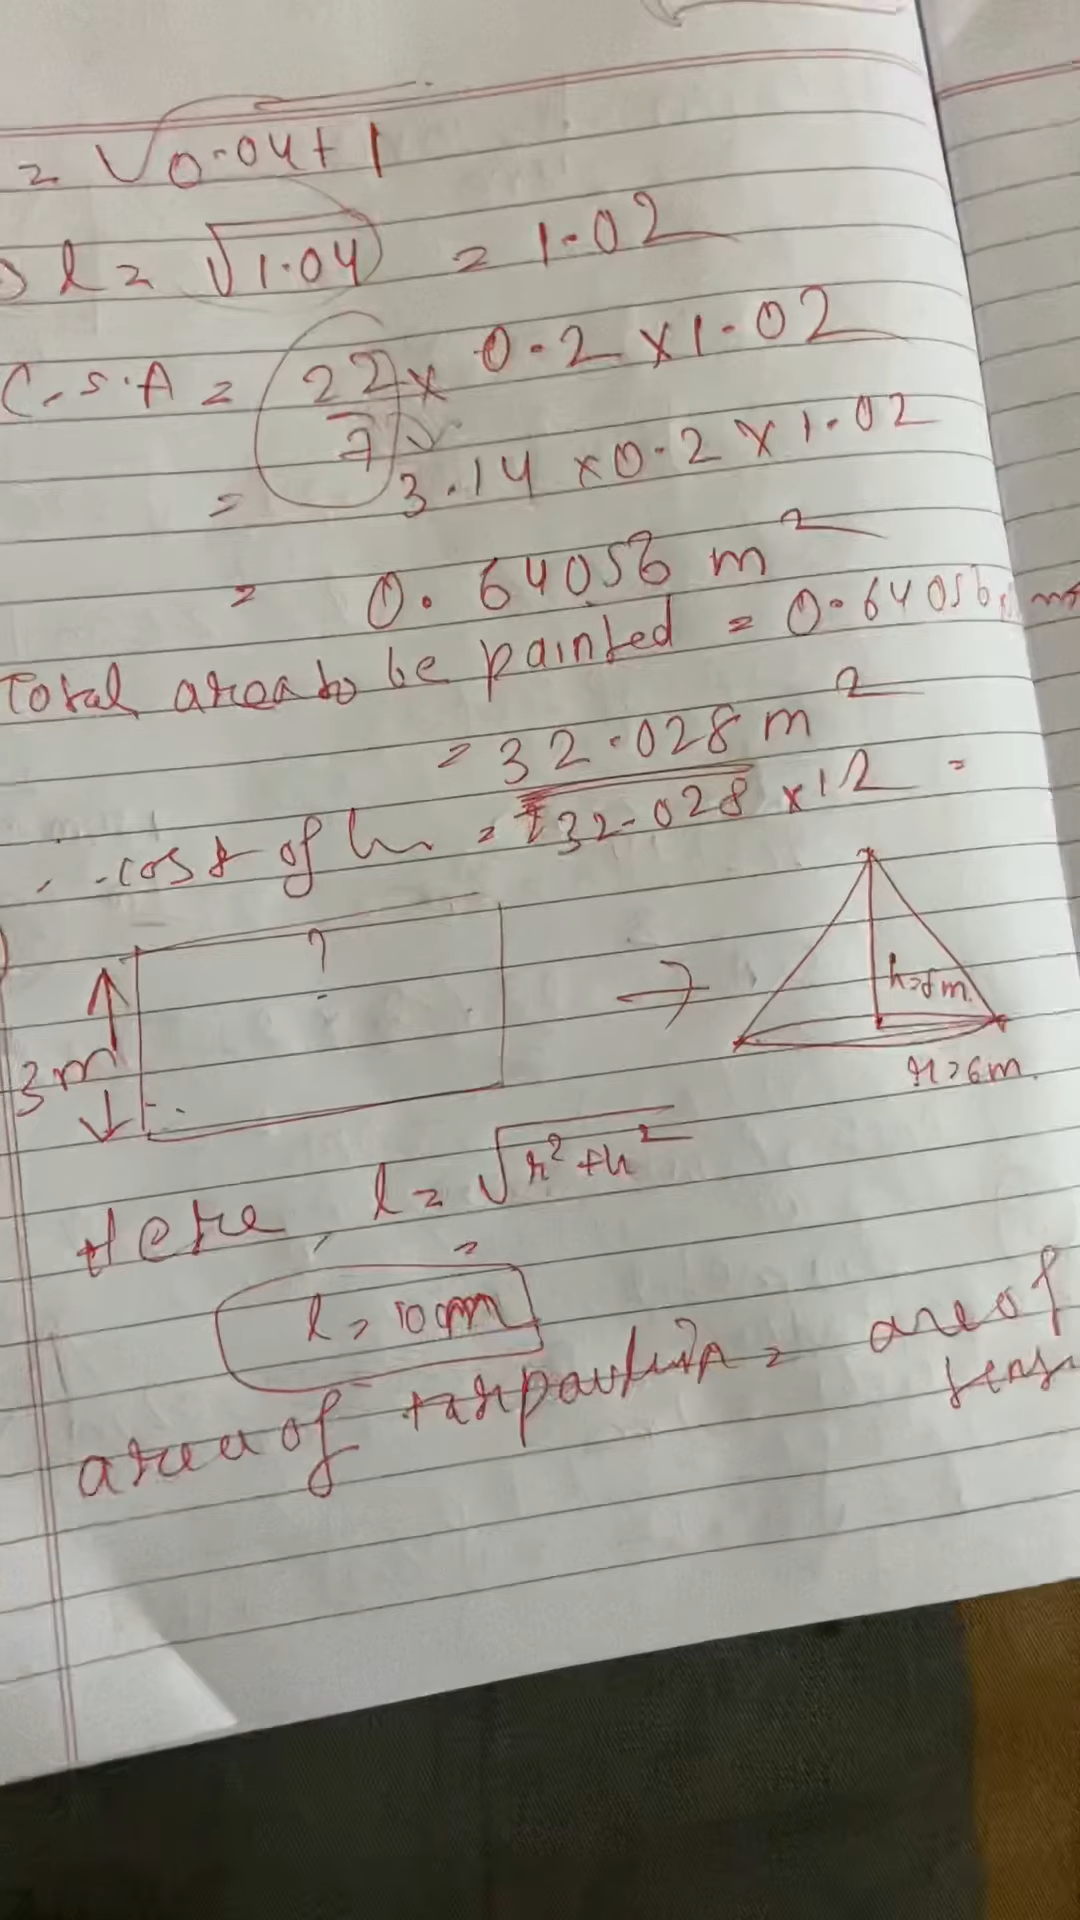 = √0.04+1
l = √1.04 = 1.02
C.S.A = 22/7 × 0.2 × 1.02
= 3.14 × 0.2 × 1.02
= 0.64056 m²
Total area to be painted = 0.64056
= 32.028 m²
∴ cost of = ₹32.028 × 12 =
?
3m
h=8m.
r=6m.
Here, l = √r²+h²
=
l = 10
area of tarpaulin = are of